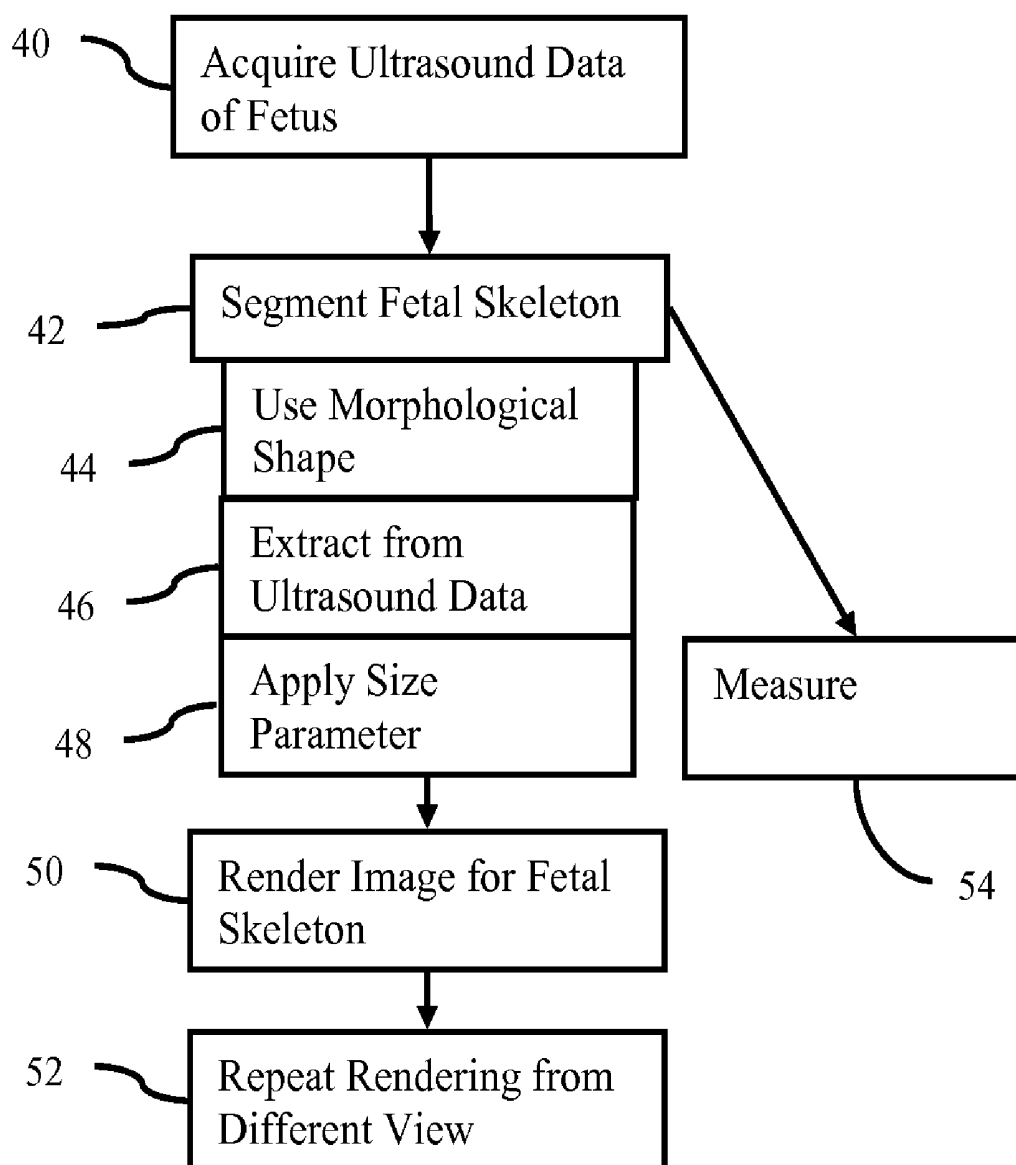 40
Acquire Ultrasound Data
of Fetus
42
Segment Fetal Skeleton
44
Use Morphological
Shape
46
Extract from
Ultrasound Data
48
Apply Size
Parameter
Measure
54
50
Render Image for Fetal
Skeleton
52
Repeat Rendering from
Different View